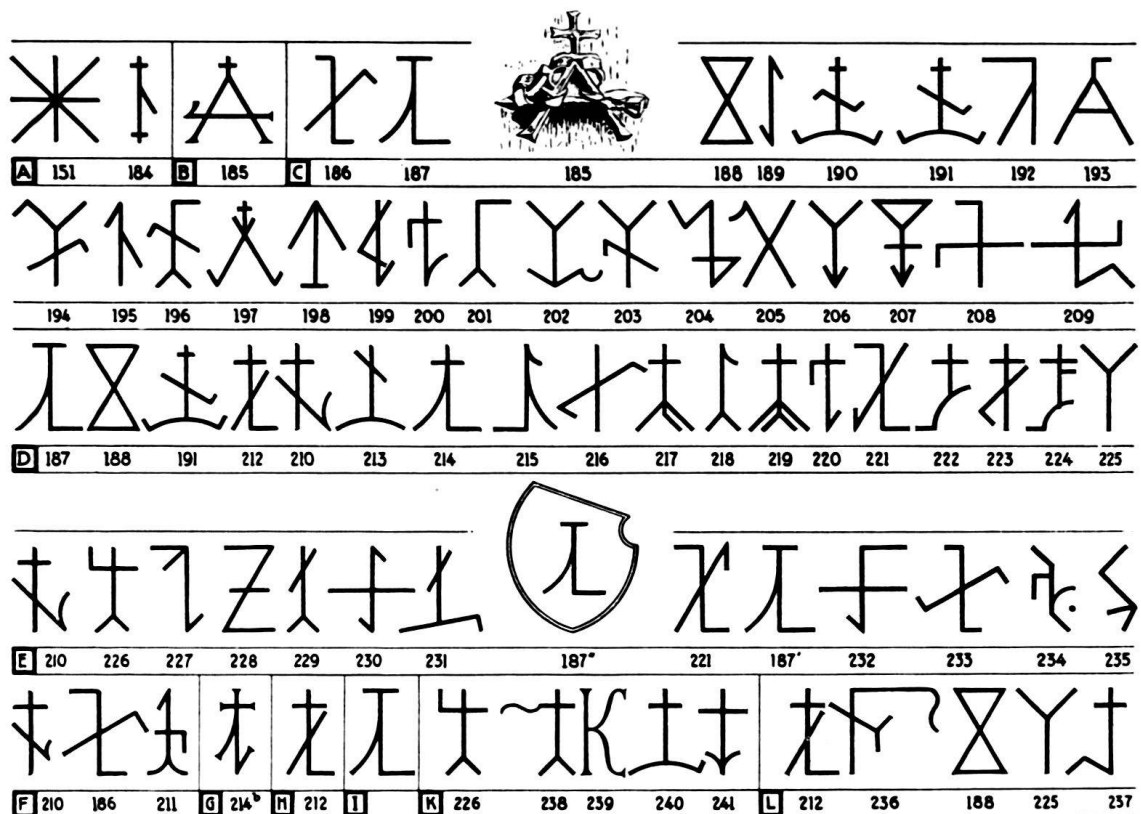 A 151 184 B 185 C 186 187 185 188 189 190 191 192 193
194 195 196 197 198 199 200 201 202 203 204 205 206 207 208 209
D 187 188 191 212 210 213 214 215 216 217 218 219 220 221 222 223 224 225
E 210 226 227 228 229 230 231 187ª 221 187' 232 233 234 235
F 210 186 211 G 214ᵇ H 212 I K 226 238 239 240 241 L 212 236 188 225 237